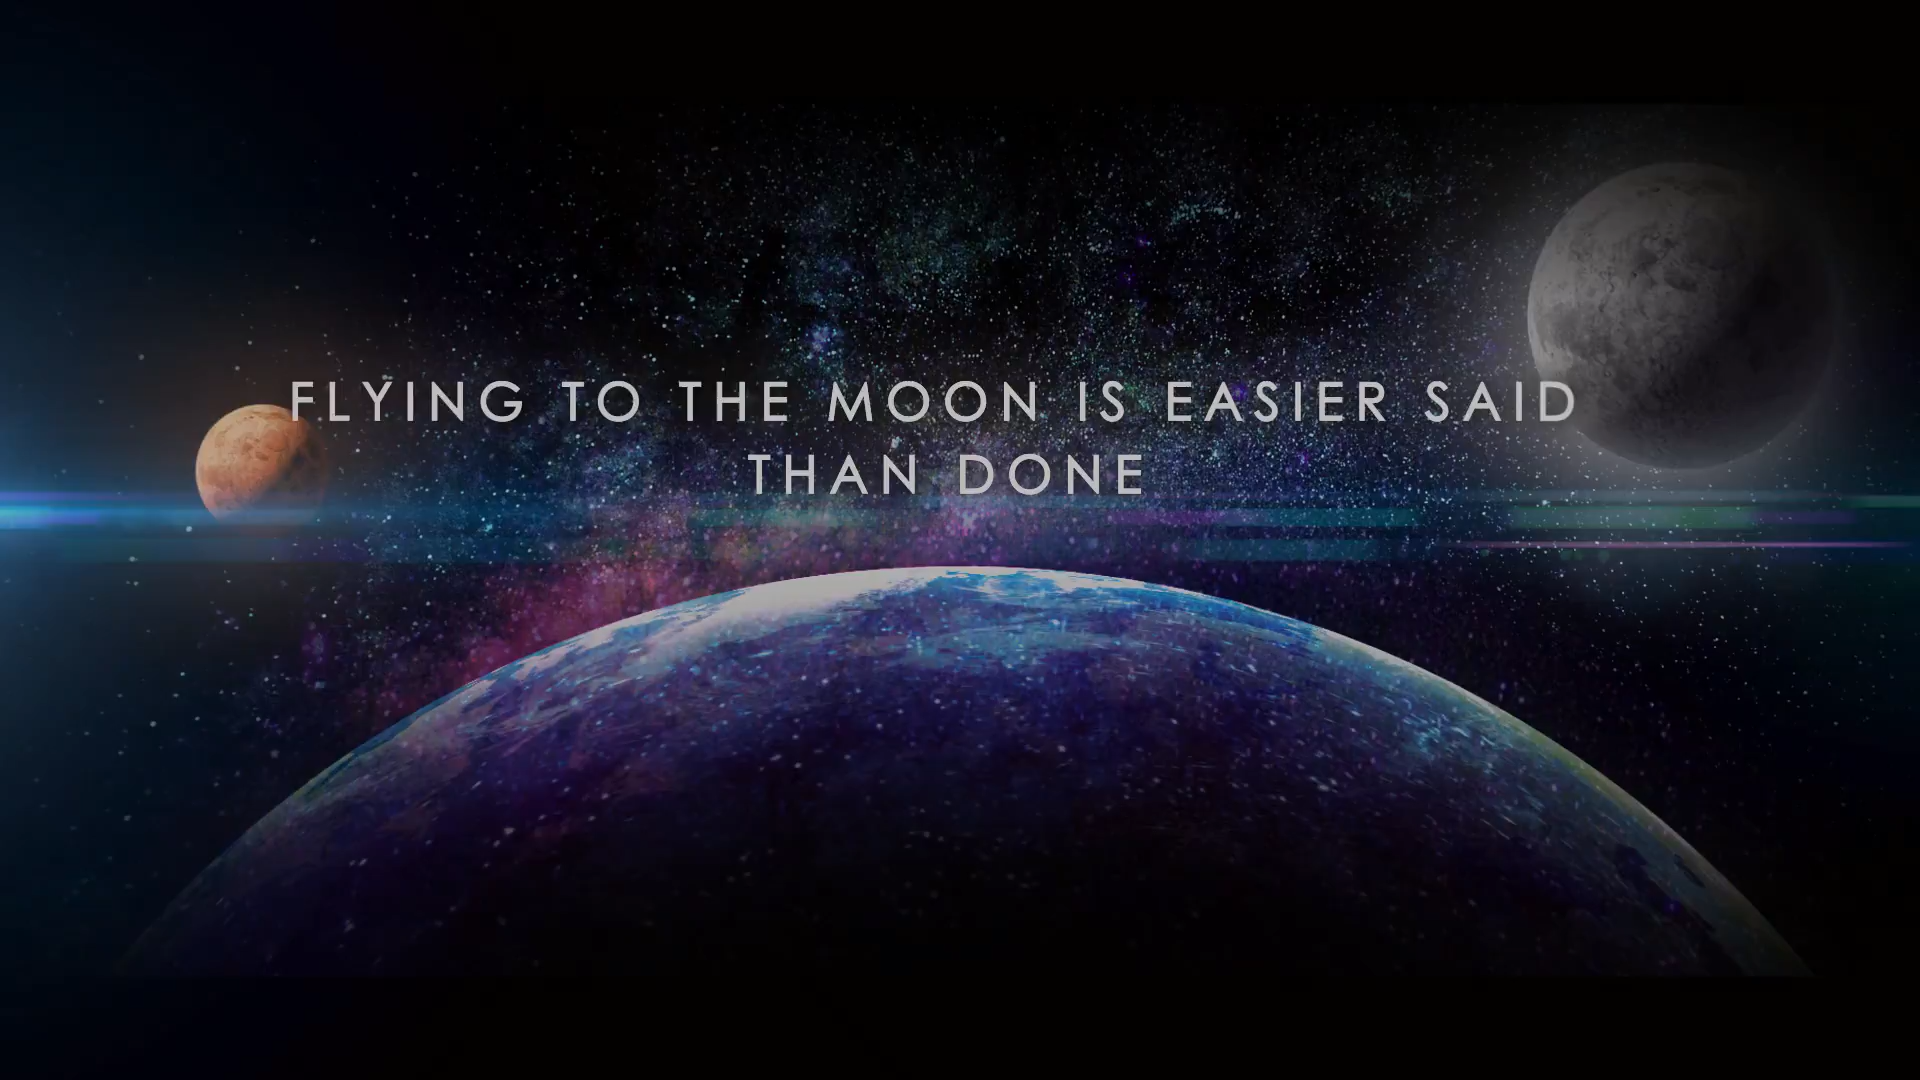 FLYING TO THE MOON IS EASIER SAID
THAN DONE